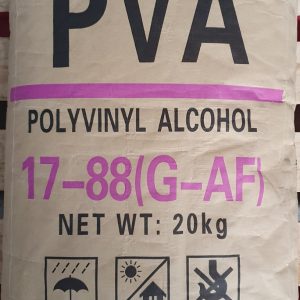 PVA
POLYVINYL ALCOHOL
17-88(G-AF)
NET WT: 20kg